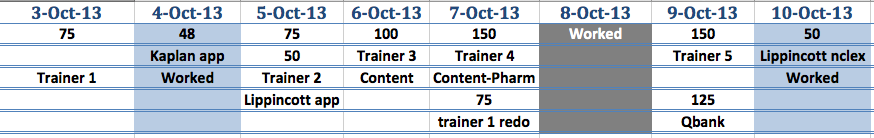 3-Oct-13 4-Oct-13 5-Oct-13 6-Oct-13 7-Oct-13 8-Oct-13 9-Oct-13 10-Oct-13
75 48 75 100 150 Worked 150 50
Kaplan app 50 Trainer 3 Trainer 4 Trainer 5 Lippincott nclex
Trainer 1 Worked Trainer 2 Content Content-Pharm Worked
Lippincott app 75 125
trainer 1 redo Qbank